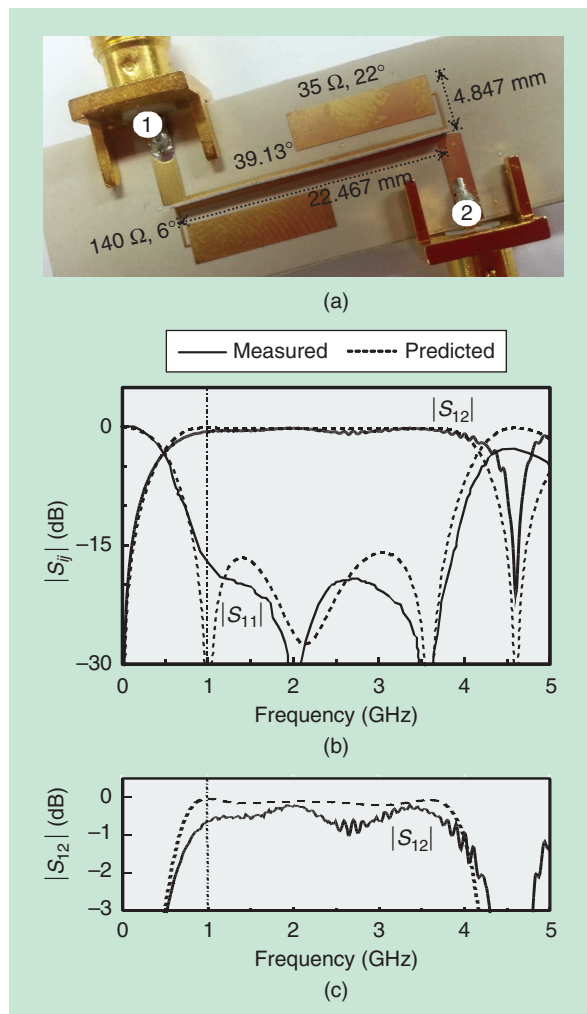 1
35 Ω, 22°
4.847 mm
39.13°
22.467 mm
2
140 Ω, 6°
(a)
Measured Predicted
|S12|
0
−15
−30
|Sij| (dB)
|S11|
0 1 2 3 4 5
Frequency (GHz)
(b)
0
−1
−2
−3
|S12| (dB)
|S12|
0 1 2 3 4 5
Frequency (GHz)
(c)